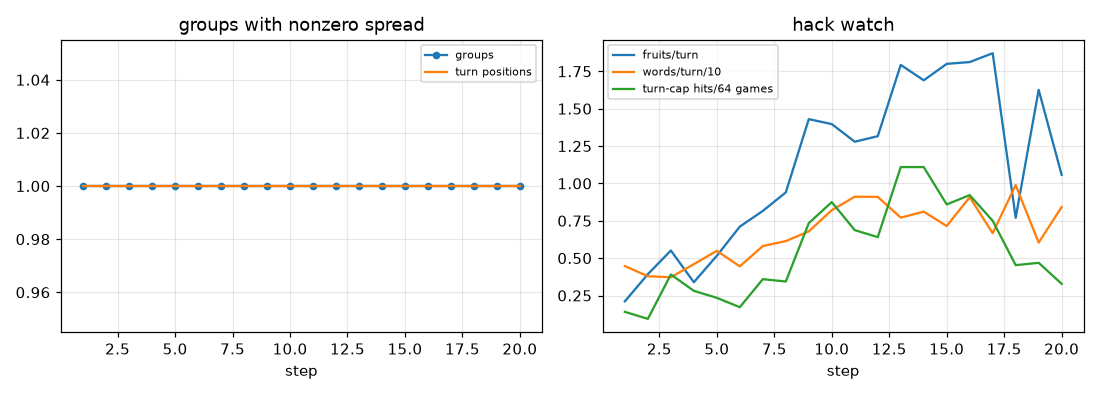 groups with nonzero spread
1.04
1.02
1.00
0.98
0.96
groups
turn positions
2.5 5.0 7.5 10.0 12.5 15.0 17.5 20.0
step
hack watch
1.75
1.50
1.25
1.00
0.75
0.50
0.25
fruits/turn
words/turn/10
turn-cap hits/64 games
2.5 5.0 7.5 10.0 12.5 15.0 17.5 20.0
step